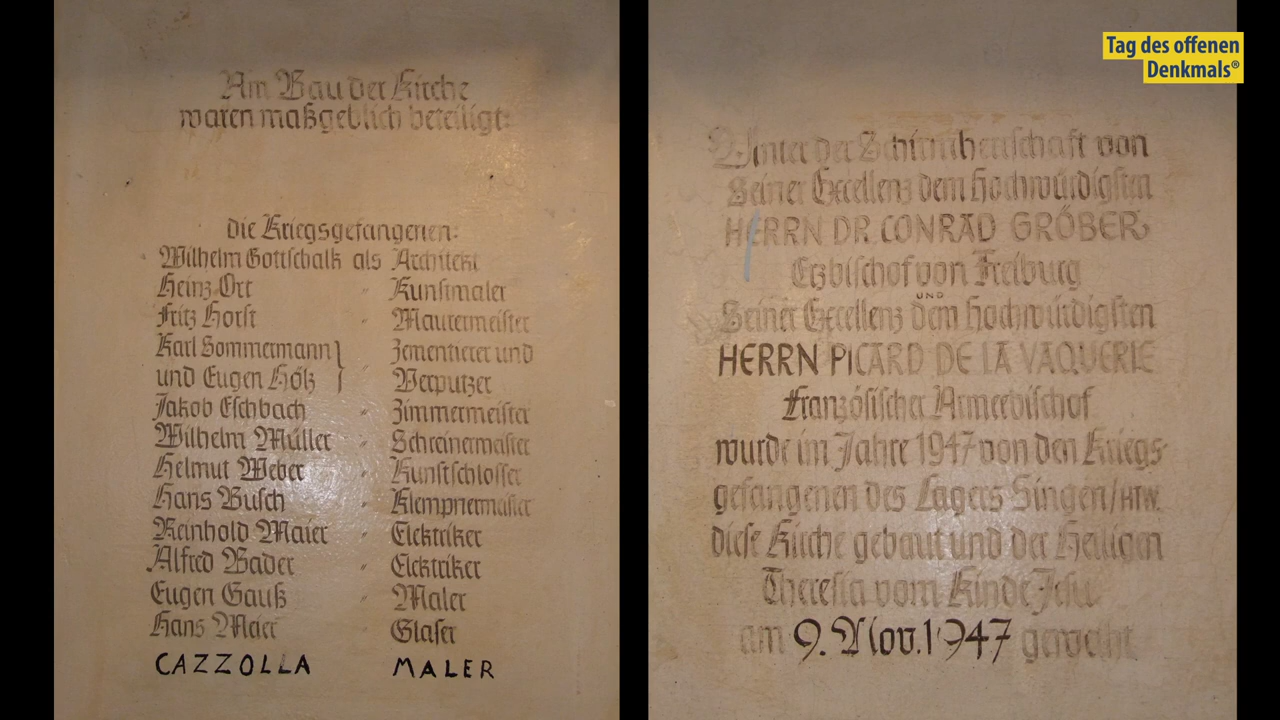 Am Bau der Kirche
waren maßgeblich beteiligt:
die Kriegsgefangenen:
Wilhelm Gottschalk als Architekt
Heinz Ort " Kunstmaler
Fritz Horst " Maurermeister
Karl Sommermann } Zementierer und
und Eugen Hölz " Verputzer
Jakob Eschbach " Zimmermeister
Wilhelm Müller " Schreinermeister
Helmut Weber " Kunstschlosser
Hans Busch " Klempnermeister
Reinhold Maier " Elektriker
Alfred Bader " Elektriker
Eugen Gauß " Maler
Hans Maier " Glaser
CAZZOLLA MALER
Unter der Schirmherrschaft von
Seiner Excellenz dem hochwürdigsten
HERRN DR. CONRAD GRÖBER
Erzbischof von Freiburg
UND
Seiner Excellenz dem hochwürdigsten
HERRN PICARD DE LA VAQUERIE
Französischer Armeebischof
wurde im Jahre 1947 von den Kriegs-
gefangenen des Lagers Singen/HTW.
diese Kirche gebaut und der Heiligen
Theresia vom Kinde Jesu
am 9. Nov. 1947 geweiht
Tag des offenen
Denkmals®